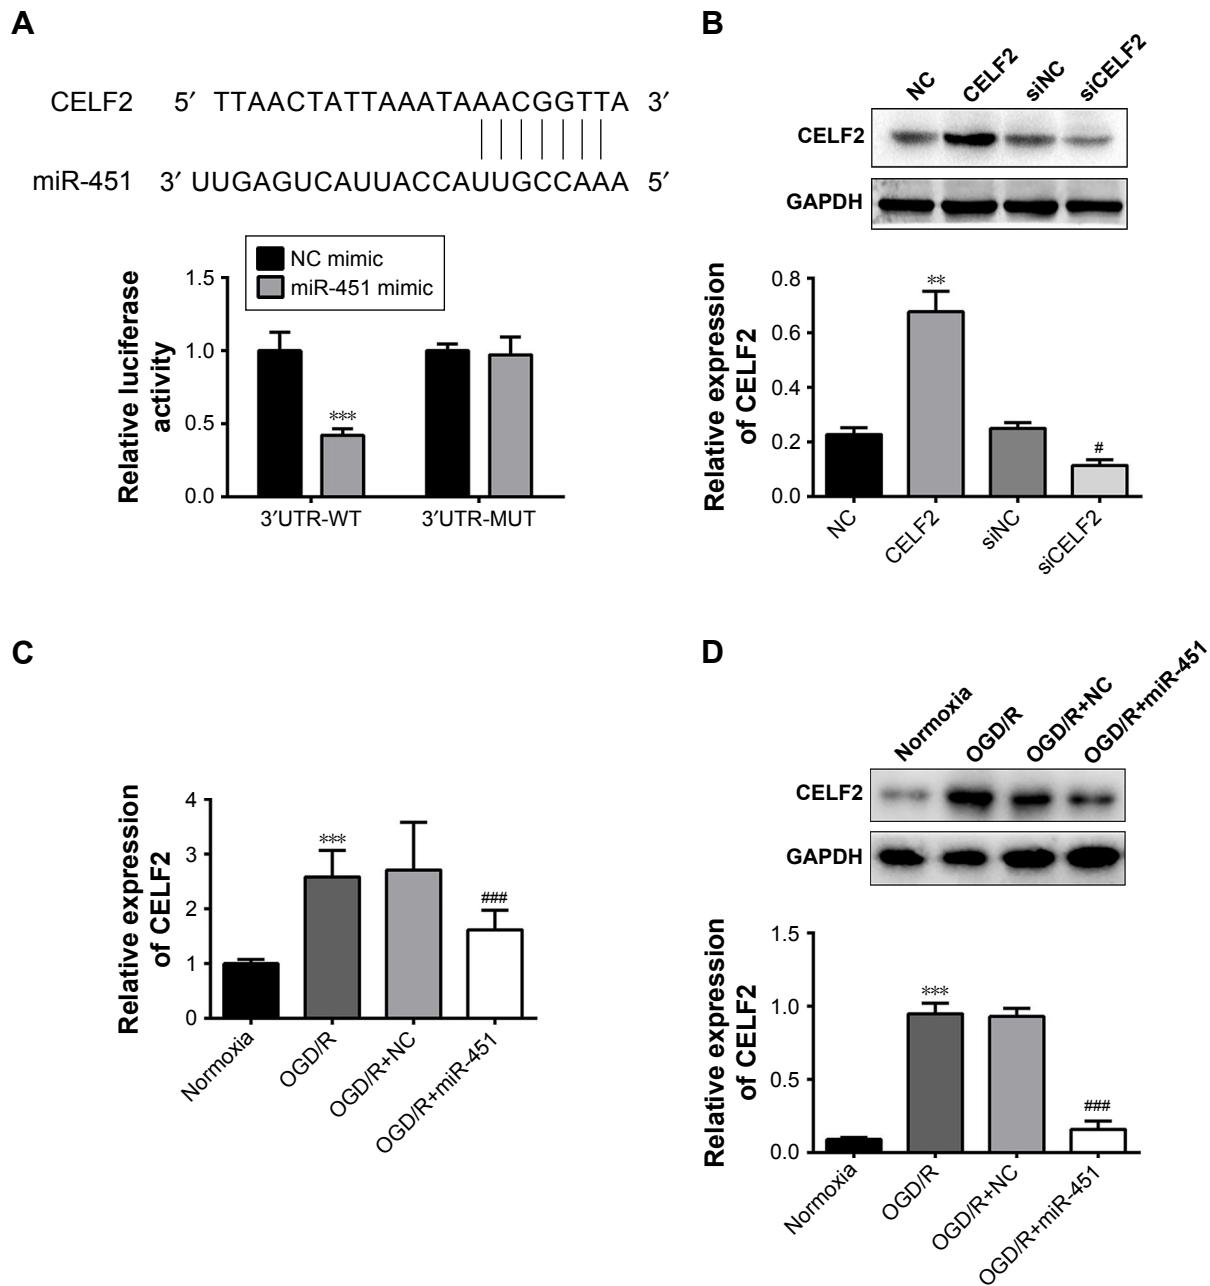 A
CELF2 5′ TTAACTATTAAATAAACGGTTA 3′
miR-451 3′ UUGAGUCAUUACCAUUGCCAAA 5′
NC mimic
miR-451 mimic
Relative luciferase
activity
1.5
1.0
0.5
0.0
***
3′UTR-WT 3′UTR-MUT
B
NC CELF2 siNC siCELF2
CELF2
GAPDH
Relative expression
of CELF2
0.8
0.6
0.4
0.2
0.0
**
#
NC CELF2 siNC siCELF2
C
Relative expression
of CELF2
4
3
2
1
0
***
###
Normoxia OGD/R OGD/R+NC OGD/R+miR-451
D
Normoxia OGD/R OGD/R+NC OGD/R+miR-451
CELF2
GAPDH
Relative expression
of CELF2
1.5
1.0
0.5
0.0
***
###
Normoxia OGD/R OGD/R+NC OGD/R+miR-451